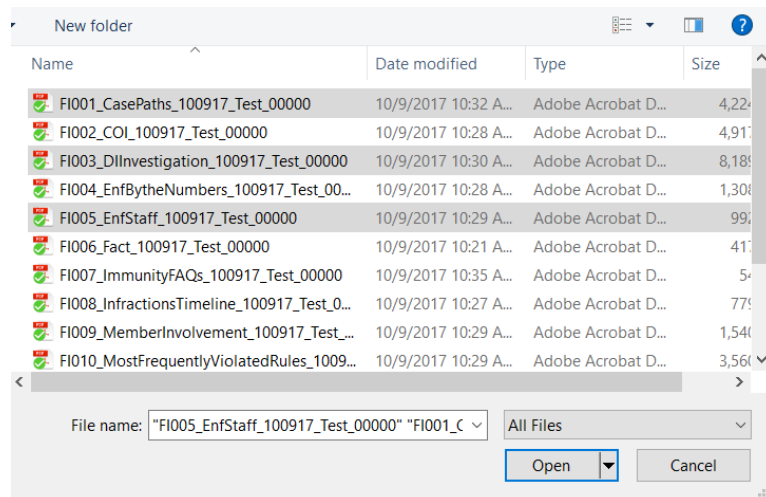 New folder
?
Name Date modified Type Size
FI001_CasePaths_100917_Test_00000 10/9/2017 10:32 A... Adobe Acrobat D... 4,224
FI002_COI_100917_Test_00000 10/9/2017 10:28 A... Adobe Acrobat D... 4,917
FI003_DIInvestigation_100917_Test_00000 10/9/2017 10:30 A... Adobe Acrobat D... 8,189
FI004_EnfBytheNumbers_100917_Test_00... 10/9/2017 10:28 A... Adobe Acrobat D... 1,308
FI005_EnfStaff_100917_Test_00000 10/9/2017 10:29 A... Adobe Acrobat D... 992
FI006_Fact_100917_Test_00000 10/9/2017 10:21 A... Adobe Acrobat D... 417
FI007_ImmunityFAQs_100917_Test_00000 10/9/2017 10:35 A... Adobe Acrobat D... 54
FI008_InfractionsTimeline_100917_Test_0... 10/9/2017 10:27 A... Adobe Acrobat D... 779
FI009_MemberInvolvement_100917_Test_... 10/9/2017 10:29 A... Adobe Acrobat D... 1,540
FI010_MostFrequentlyViolatedRules_1009... 10/9/2017 10:29 A... Adobe Acrobat D... 3,560
File name: "FI005_EnfStaff_100917_Test_00000" "FI001_C All Files
Open Cancel